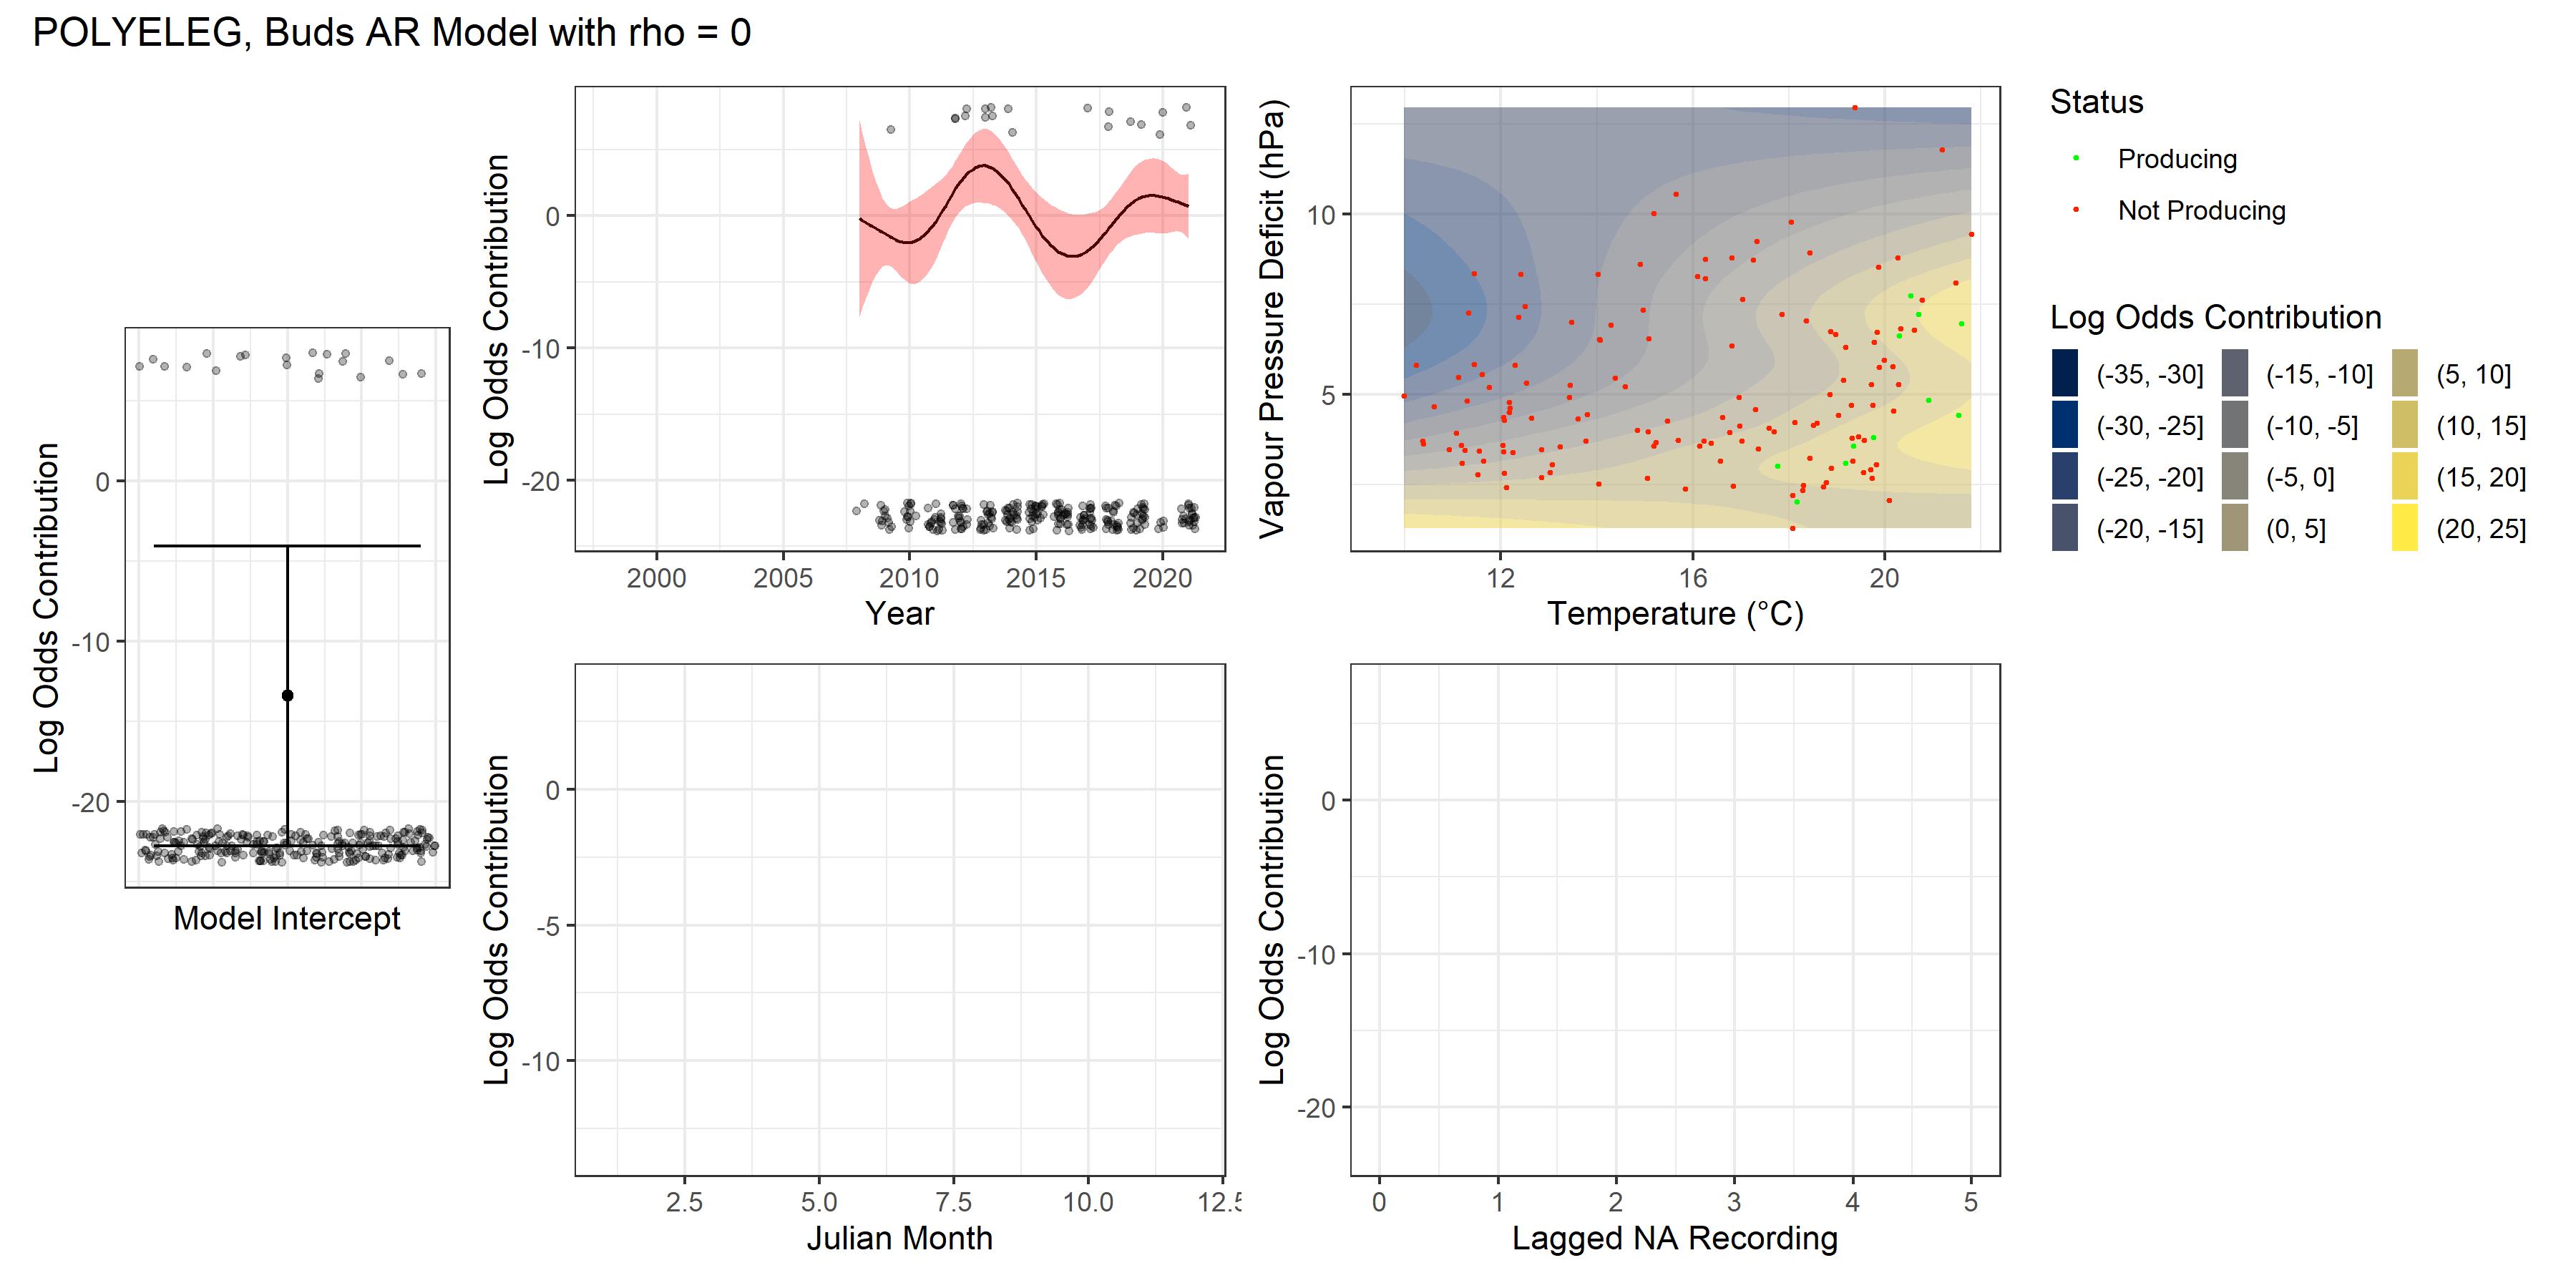 POLYELEG, Buds AR Model with rho = 0
Log Odds Contribution
0
-10
-20
Model Intercept
Log Odds Contribution
0
-10
-20
2000 2005 2010 2015 2020
Year
Vapour Pressure Deficit (hPa)
10
5
12 16 20
Temperature (°C)
Status
Producing
Not Producing
Log Odds Contribution
(-35, -30] (-15, -10] (5, 10]
(-30, -25] (-10, -5] (10, 15]
(-25, -20] (-5, 0] (15, 20]
(-20, -15] (0, 5] (20, 25]
Log Odds Contribution
0
-5
-10
2.5 5.0 7.5 10.0 12.5
Julian Month
Log Odds Contribution
0
-10
-20
0 1 2 3 4 5
Lagged NA Recording